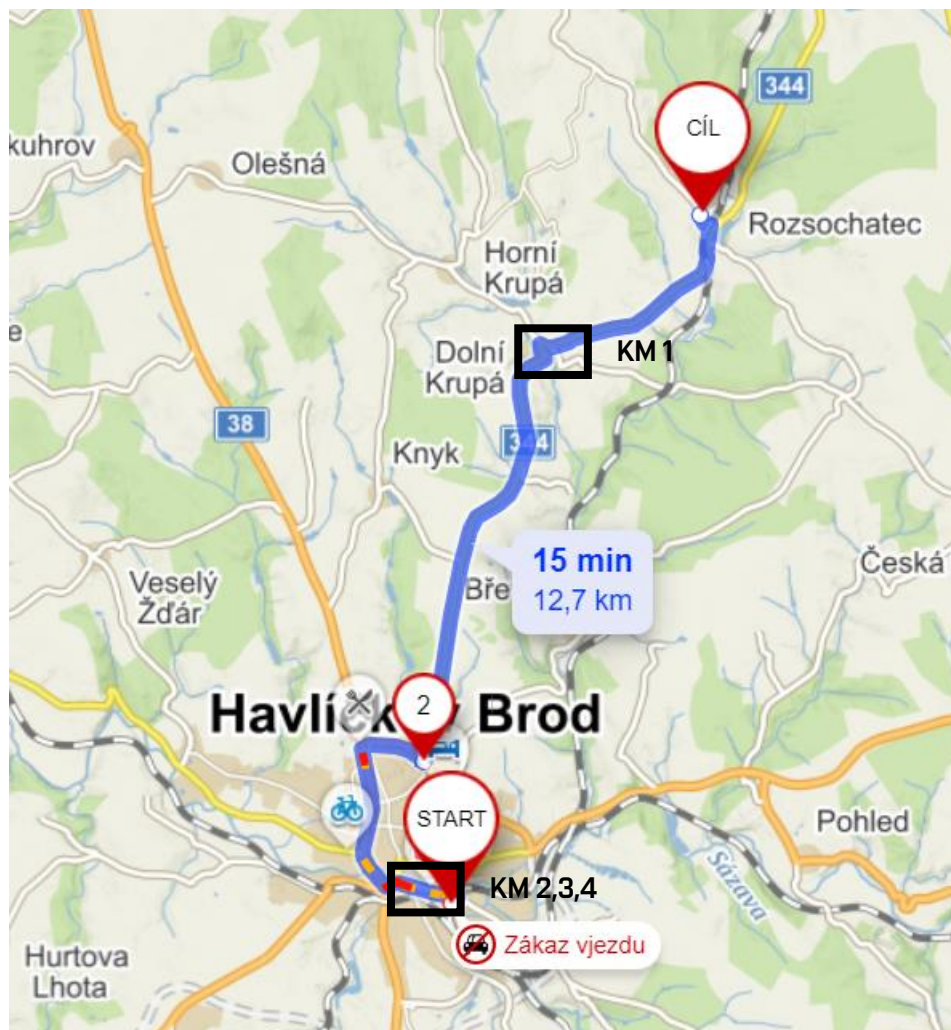 kuhrov
Olešná
CÍL
344
Rozsochatec
Horní
Krupá
e
Dolní
Krupá
KM 1
38
Knyk
344
15 min
12,7 km
Bře
Česká
Veselý
Žďár
2
Brod
START
Pohled
KM 2,3,4
Sázava
Zákaz vjezdu
Hurtova
Lhota